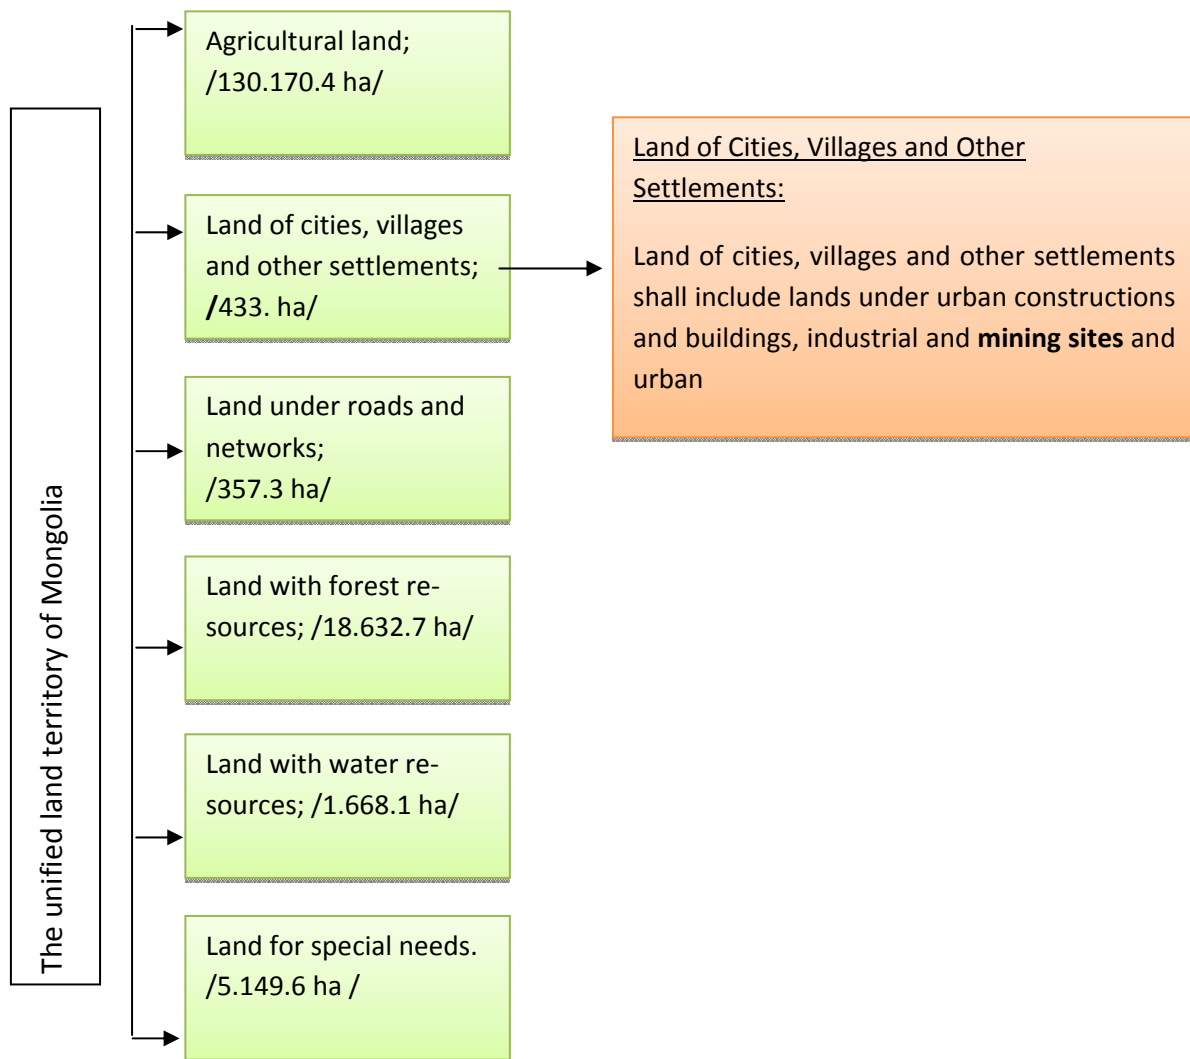 The unified land territory of Mongolia
Agricultural land;
/130.170.4 ha/
Land of cities, villages
and other settlements;
/433. ha/
Land under roads and
networks;
/357.3 ha/
Land with forest re-
sources; /18.632.7 ha/
Land with water re-
sources; /1.668.1 ha/
Land for special needs.
/5.149.6 ha /
Land of Cities, Villages and Other
Settlements:
Land of cities, villages and other settlements
shall include lands under urban constructions
and buildings, industrial and mining sites and
urban